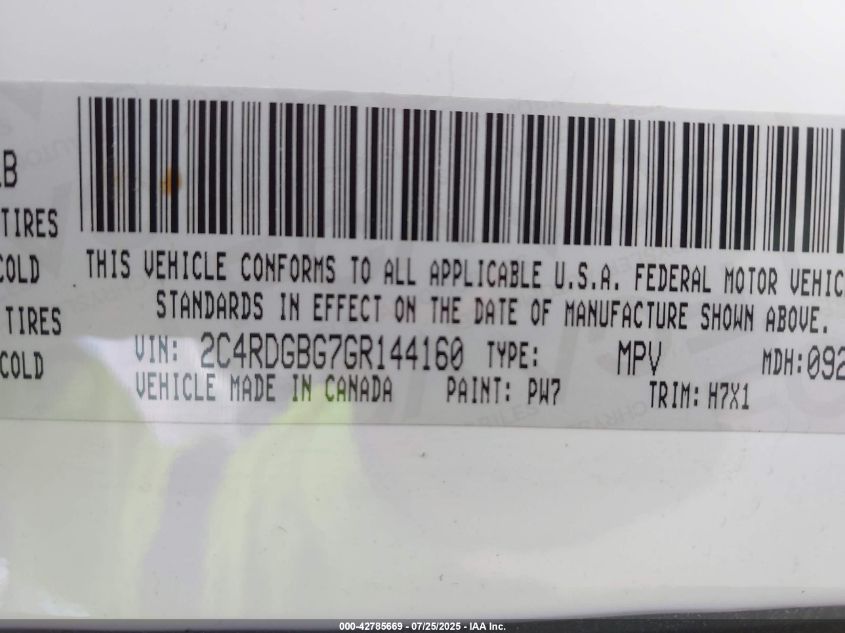 B
TIRES
COLD
TIRES
COLD
THIS VEHICLE CONFORMS TO ALL APPLICABLE U.S.A. FEDERAL MOTOR VEHIC
STANDARDS IN EFFECT ON THE DATE OF MANUFACTURE SHOWN ABOVE.
VIN: 2C4RDGBG7GR144160 TYPE: MPV MDH:092
VEHICLE MADE IN CANADA PAINT: PW7 TRIM: H7X1
000-42785669 - 07/25/2025 - IAA Inc.